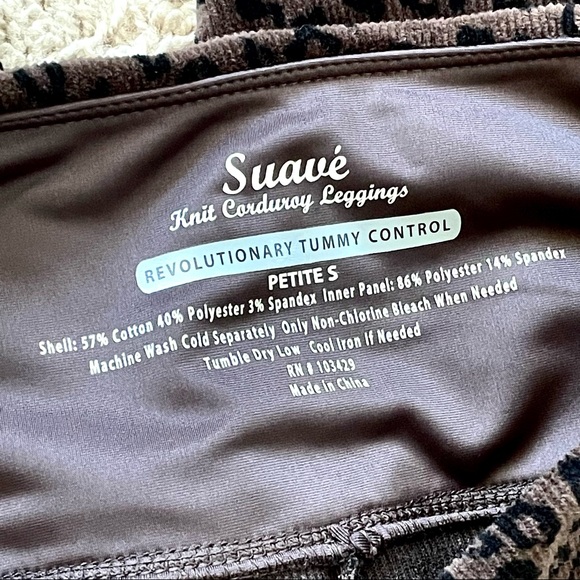 Suavé
Knit Corduroy Leggings
REVOLUTIONARY TUMMY CONTROL
PETITE S
Shell: 57% Cotton 40% Polyester 3% Spandex Inner Panel: 86% Polyester 14% Spandex
Machine Wash Cold Separately Only Non-Chlorine Bleach When Needed
Tumble Dry Low Cool Iron If Needed
RN # 103429
Made in China